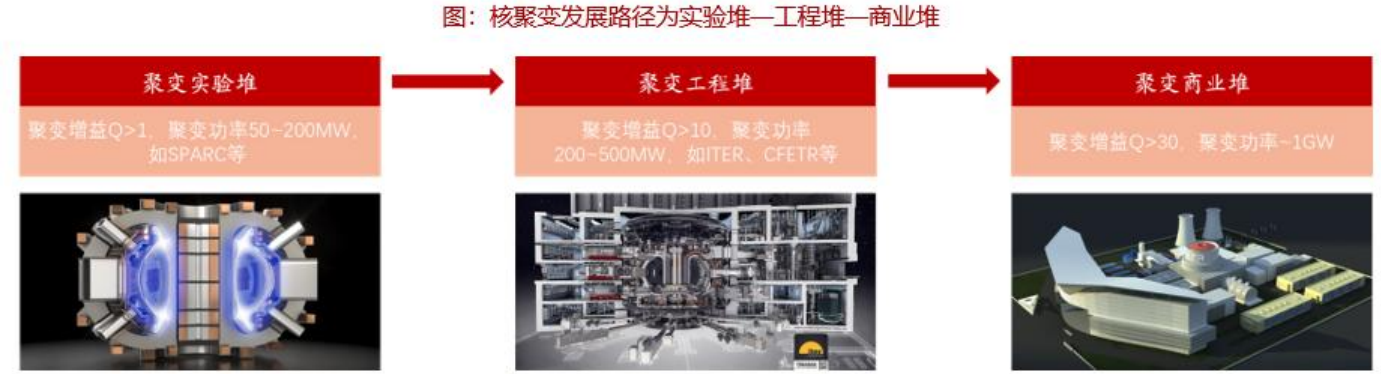 图：核聚变发展路径为实验堆—工程堆—商业堆
聚变实验堆
聚变增益Q>1，聚变功率50~200MW，
如SPARC等
聚变工程堆
聚变增益Q>10，聚变功率
200~500MW，如ITER、CFETR等
聚变商业堆
聚变增益Q>30，聚变功率~1GW